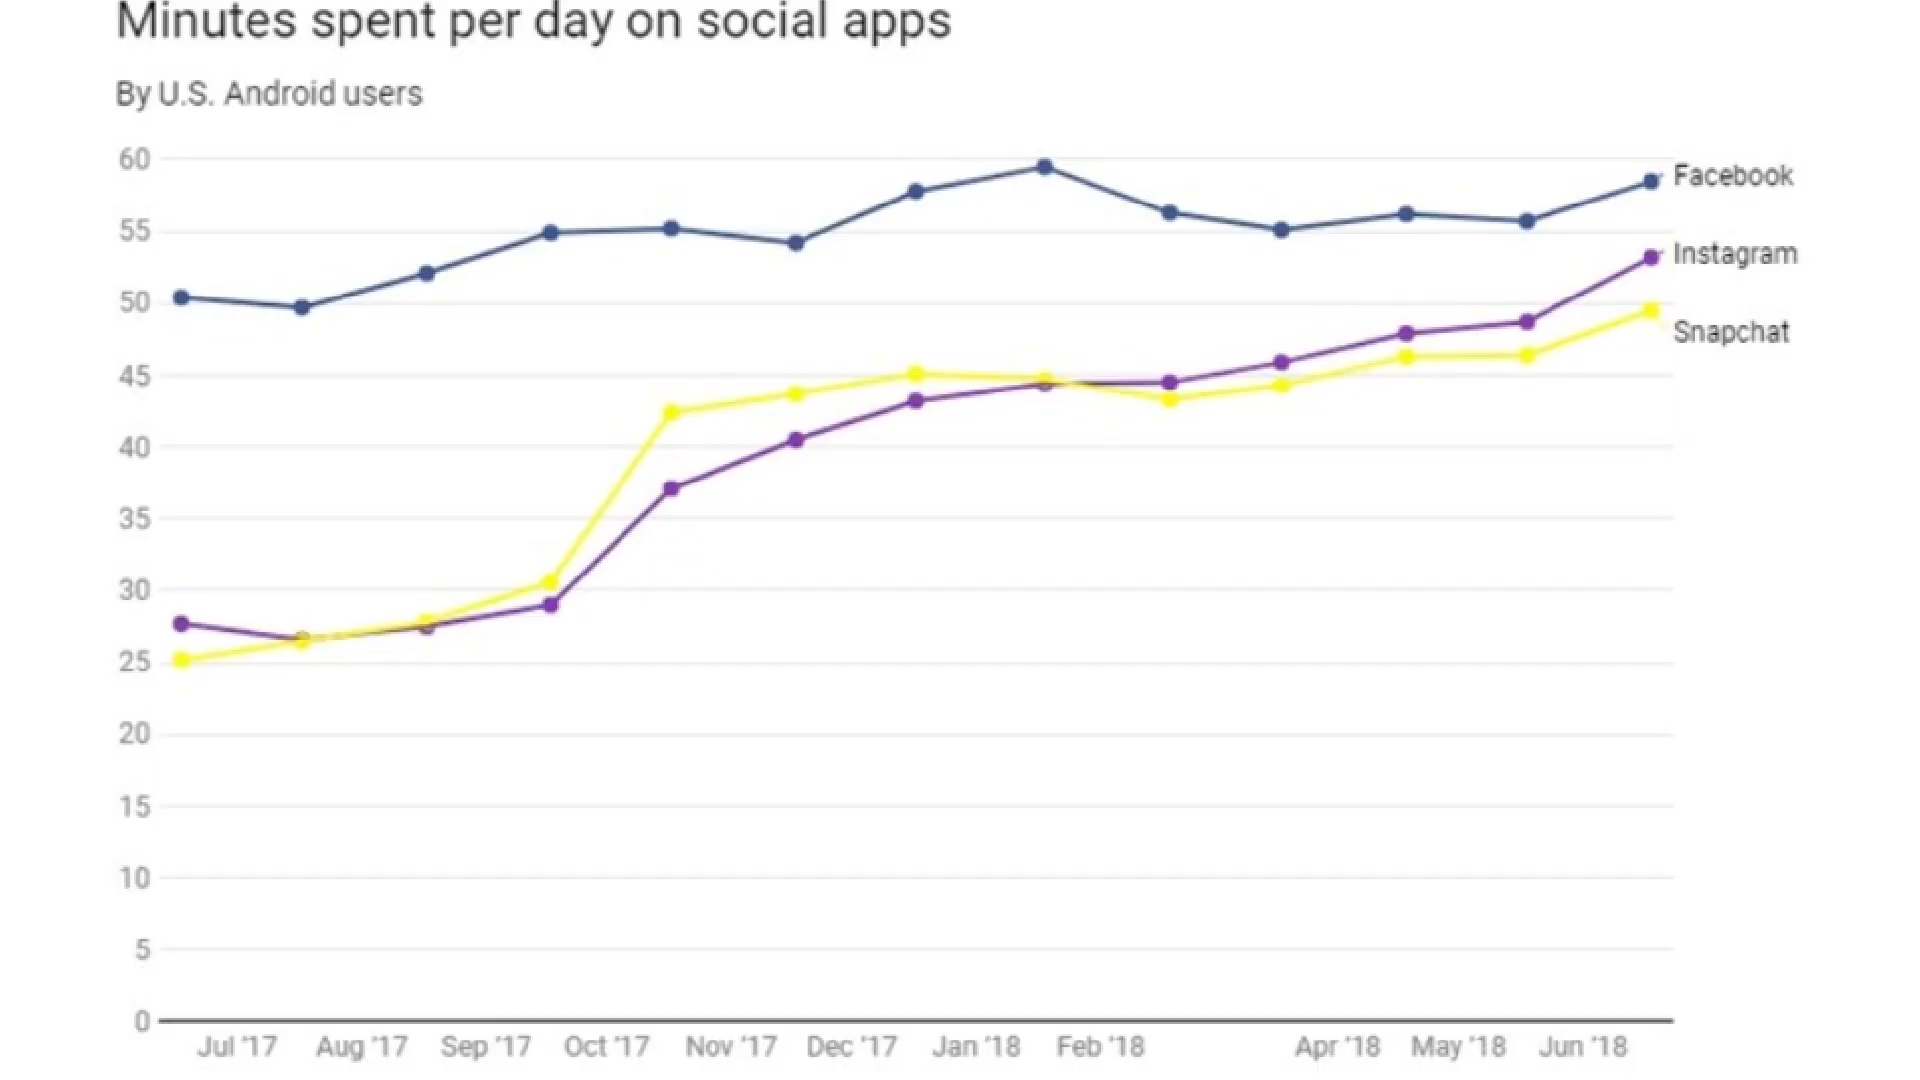 Minutes spent per day on social apps
By U.S. Android users
60
Facebook
55
Instagram
50
Snapchat
45
40
35
30
25
20
15
10
5
0
Jul '17 Aug '17 Sep '17 Oct '17 Nov '17 Dec '17 Jan '18 Feb '18 Apr '18 May '18 Jun '18